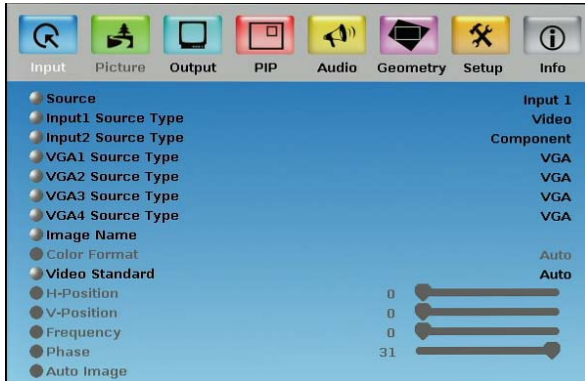 Input Picture Output PIP Audio Geometry Setup Info
Source Input 1
Input1 Source Type Video
Input2 Source Type Component
VGA1 Source Type VGA
VGA2 Source Type VGA
VGA3 Source Type VGA
VGA4 Source Type VGA
Image Name
Color Format Auto
Video Standard Auto
H-Position 0
V-Position 0
Frequency 0
Phase 31
Auto Image